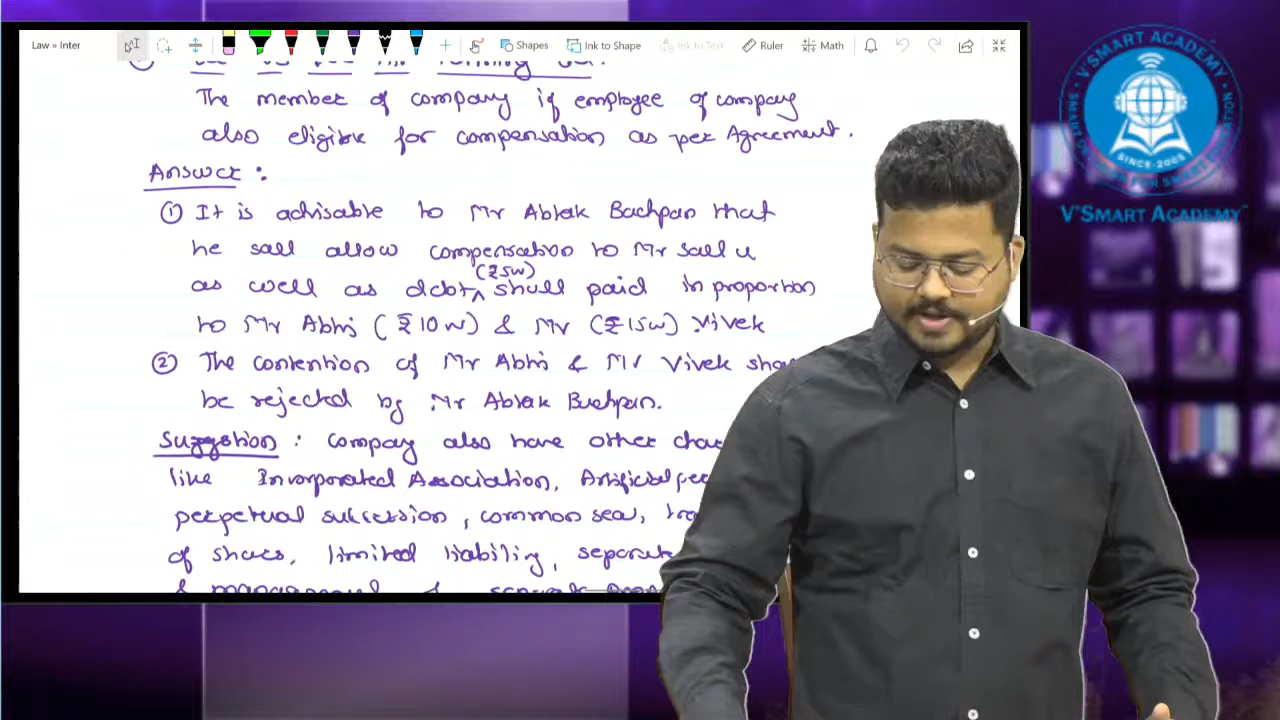 Law » Inter
Shapes
Ink to Shape
Ink to Text
Ruler
Math
The member of company if employee of company
also eligible for compensation as per Agreement.
Answer :
① It is advisable to Mr Ablak Bachpan that
he sall allow compensation to Mr Sallu
(₹5w)
as well as debt^ shall paid in proportion
to Mr Abhi (₹10w) & Mr (₹15w) Vivek
② The contention of Mr Abhi & Mr Vivek
be rejected by Mr Ablak Bachpan.
Suggestion : Company also have other
like Incorporated Association, Artificial
perpetual succession, common seal,
of shares, limited liability,
V'SMART ACADEMY
SINCE-2005
V'SMART ACADEMY